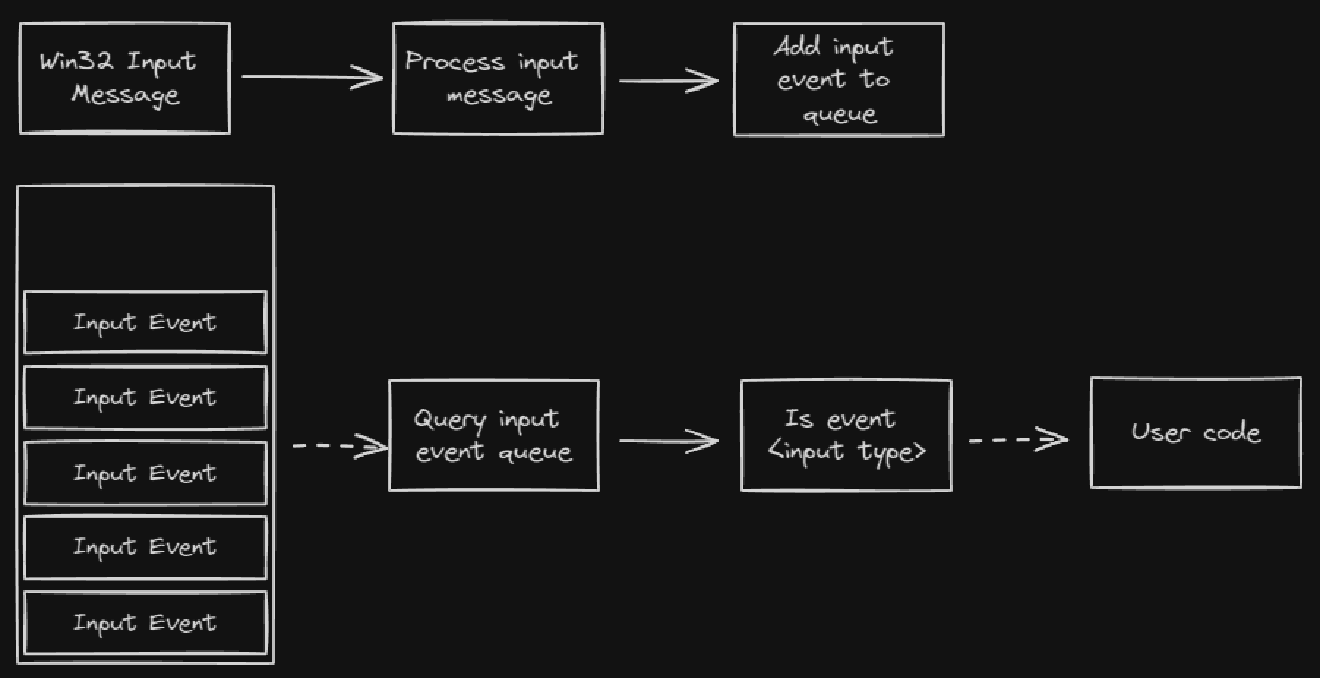 Win32 Input
Message
Process input
message
Add input
event to
queue
Input Event
Input Event
Input Event
Input Event
Input Event
Query input
event queue
Is event
<input type>
User code